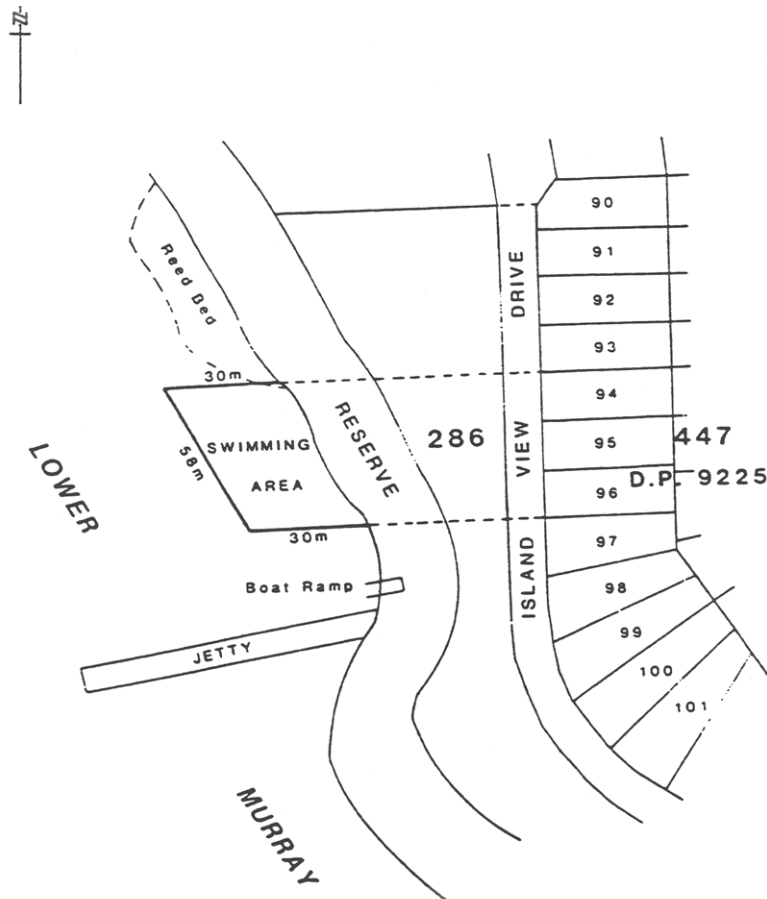 N
90
91
Reed Bed
DRIVE
92
93
30m
94
RESERVE
LOWER
58m
SWIMMING
AREA
286
VIEW
95
447
96
D.P. 9225
30m
97
ISLAND
Boat Ramp
98
99
JETTY
100
101
MURRAY